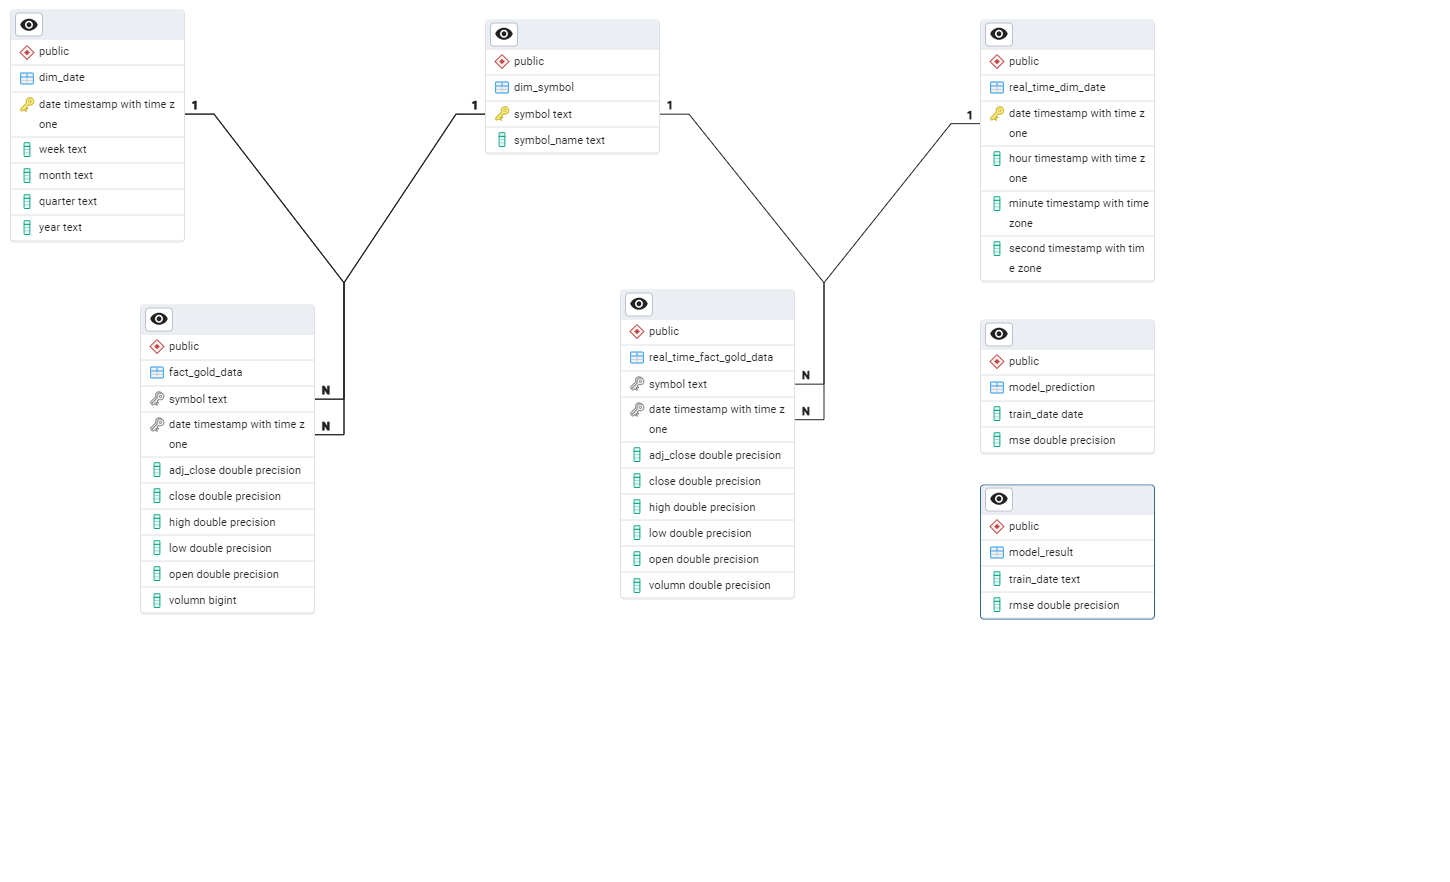 public
dim_date
date timestamp with time z
one
week text
month text
quarter text
year text
1
1
public
dim_symbol
symbol text
symbol_name text
1
1
public
real_time_dim_date
date timestamp with time z
one
hour timestamp with time z
one
minute timestamp with time
zone
second timestamp with tim
e zone
public
fact_gold_data
symbol text
date timestamp with time z
one
adj_close double precision
close double precision
high double precision
low double precision
open double precision
volumn bigint
N
N
public
real_time_fact_gold_data
symbol text
date timestamp with time z
one
adj_close double precision
close double precision
high double precision
low double precision
open double precision
volumn double precision
N
N
public
model_prediction
train_date date
mse double precision
public
model_result
train_date text
rmse double precision